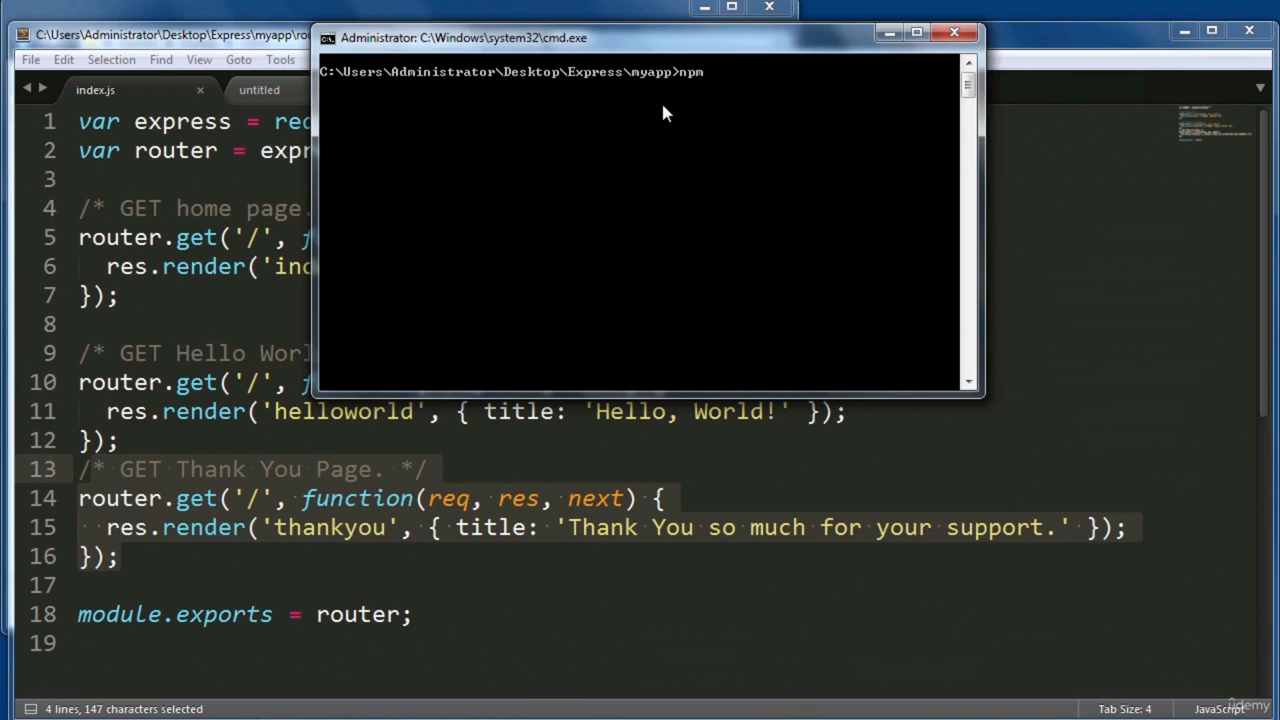 C:\Users\Administrator\Desktop\Express\myapp\rou
File Edit Selection Find View Goto Tools
index.js
untitled
Administrator: C:\Windows\system32\cmd.exe
C:\Users\Administrator\Desktop\Express\myapp>npm
1 var express = rec
2 var router = expr
3
4 /* GET home page.
5 router.get('/', f
6 res.render('ind
7 });
8
9 /* GET Hello Worl
10 router.get('/', f
11 res.render('helloworld', { title: 'Hello, World!' });
12 });
13 /* GET Thank You Page. */
14 router.get('/', function(req, res, next) {
15 res.render('thankyou', { title: 'Thank You so much for your support.' });
16 });
17
18 module.exports = router;
19
4 lines, 147 characters selected
Tab Size: 4
JavaScript
ûdemy